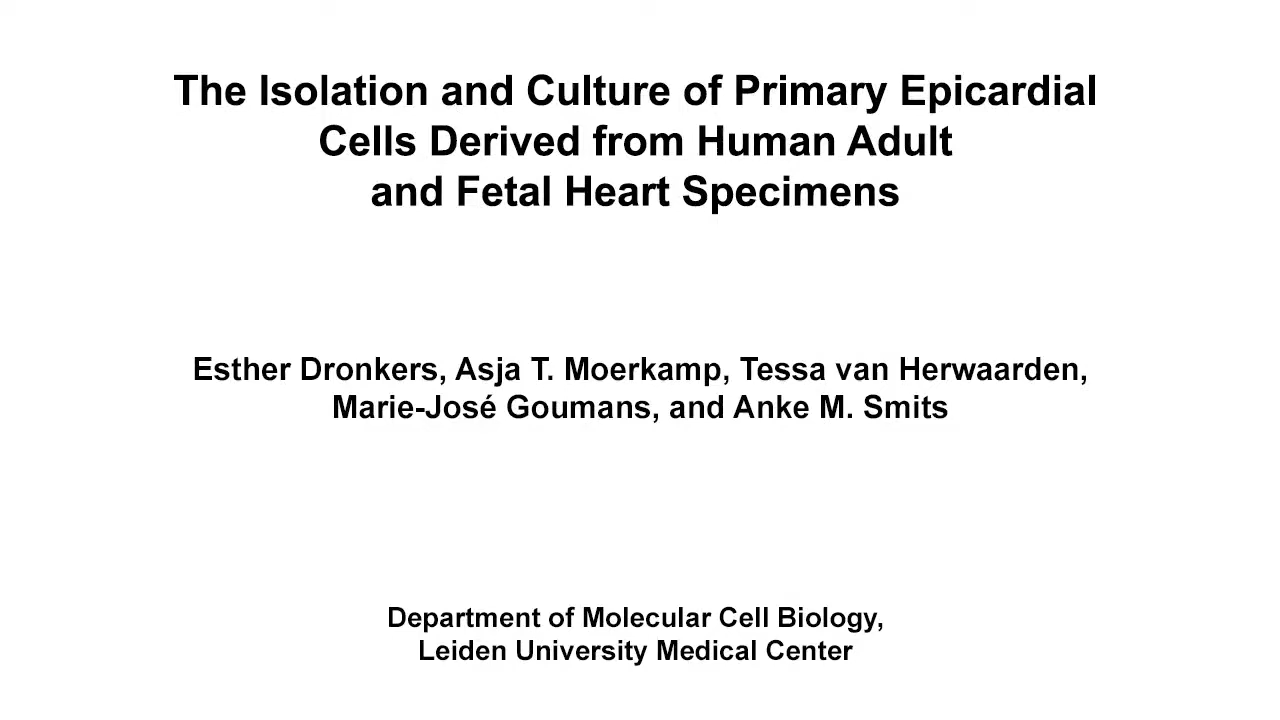 The Isolation and Culture of Primary Epicardial
Cells Derived from Human Adult
and Fetal Heart Specimens
Esther Dronkers, Asja T. Moerkamp, Tessa van Herwaarden,
Marie-José Goumans, and Anke M. Smits
Department of Molecular Cell Biology,
Leiden University Medical Center